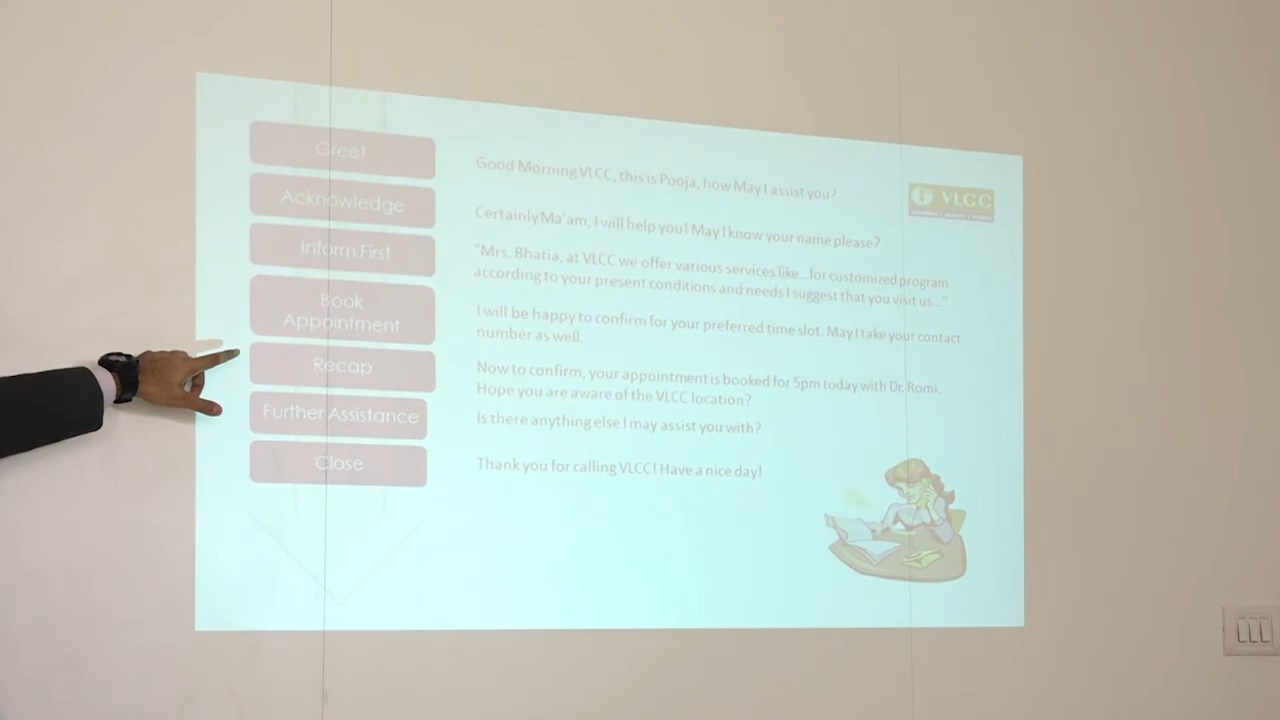 Greet
Good Morning VLCC, this is Pooja, how May I assist you?
VLCC
Acknowledge
Certainly Ma'am, I will help you! May I know your name please?
Inform First
"Mrs. Bhatia, at VLCC we offer various services like...for customized program
according to your present conditions and needs I suggest that you visit us..."
Book
Appointment
I will be happy to confirm for your preferred time slot. May I take your contact
number as well.
Recap
Now to confirm, your appointment is booked for 5pm today with Dr. Romi.
Hope you are aware of the VLCC location?
Further Assistance
Is there anything else I may assist you with?
Close
Thank you for calling VLCC! Have a nice day!